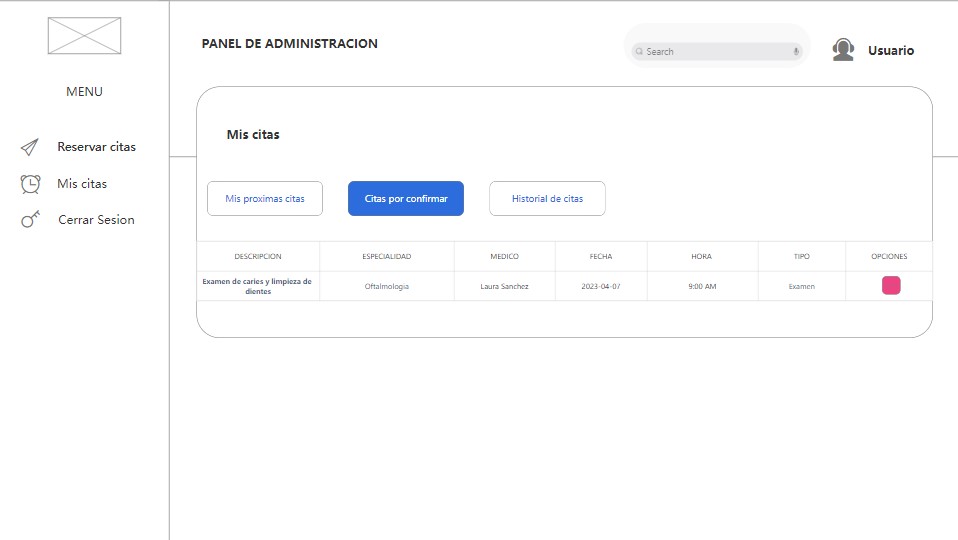 PANEL DE ADMINISTRACION
Search
Usuario
MENU
Reservar citas
Mis citas
Cerrar Sesion
Mis citas
Mis proximas citas
Citas por confirmar
Historial de citas
DESCRIPCION ESPECIALIDAD MEDICO FECHA HORA TIPO OPCIONES
Examen de caries y limpieza de
dientes
Oftalmologia Laura Sanchez 2023-04-07 9:00 AM Examen